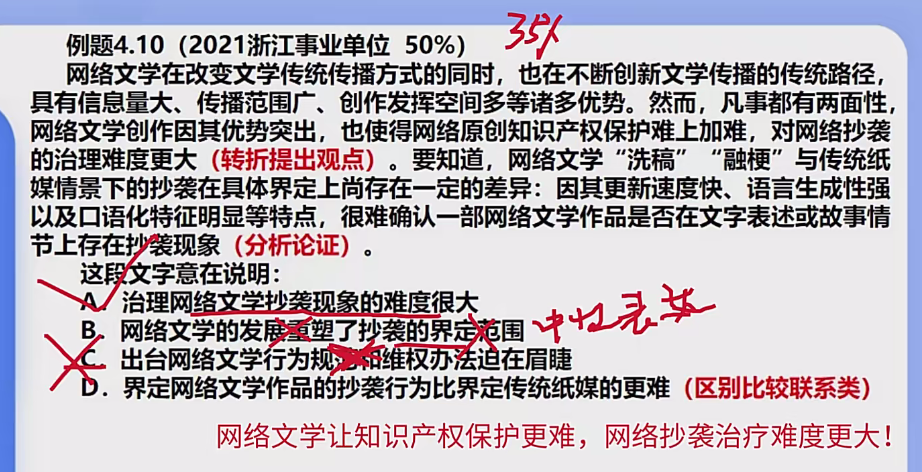 例题4.10（2021浙江事业单位 50%） 35%
网络文学在改变文学传统传播方式的同时，也在不断创新文学传播的传统路径，
具有信息量大、传播范围广、创作发挥空间多等诸多优势。然而，凡事都有两面性，
网络文学创作因其优势突出，也使得网络原创知识产权保护难上加难，对网络抄袭
的治理难度更大（转折提出观点）。要知道，网络文学“洗稿”“融梗”与传统纸
媒情景下的抄袭在具体界定上尚存在一定的差异：因其更新速度快、语言生成性强
以及口语化特征明显等特点，很难确认一部网络文学作品是否在文字表述或故事情
节上存在抄袭现象（分析论证）。
这段文字意在说明：
A．治理网络文学抄袭现象的难度很大
B．网络文学的发展重塑了抄袭的界定范围 中性表述
C．出台网络文学行为规范和维权办法迫在眉睫
D．界定网络文学作品的抄袭行为比界定传统纸媒的更难（区别比较联系类）
网络文学让知识产权保护更难，网络抄袭治疗难度更大！